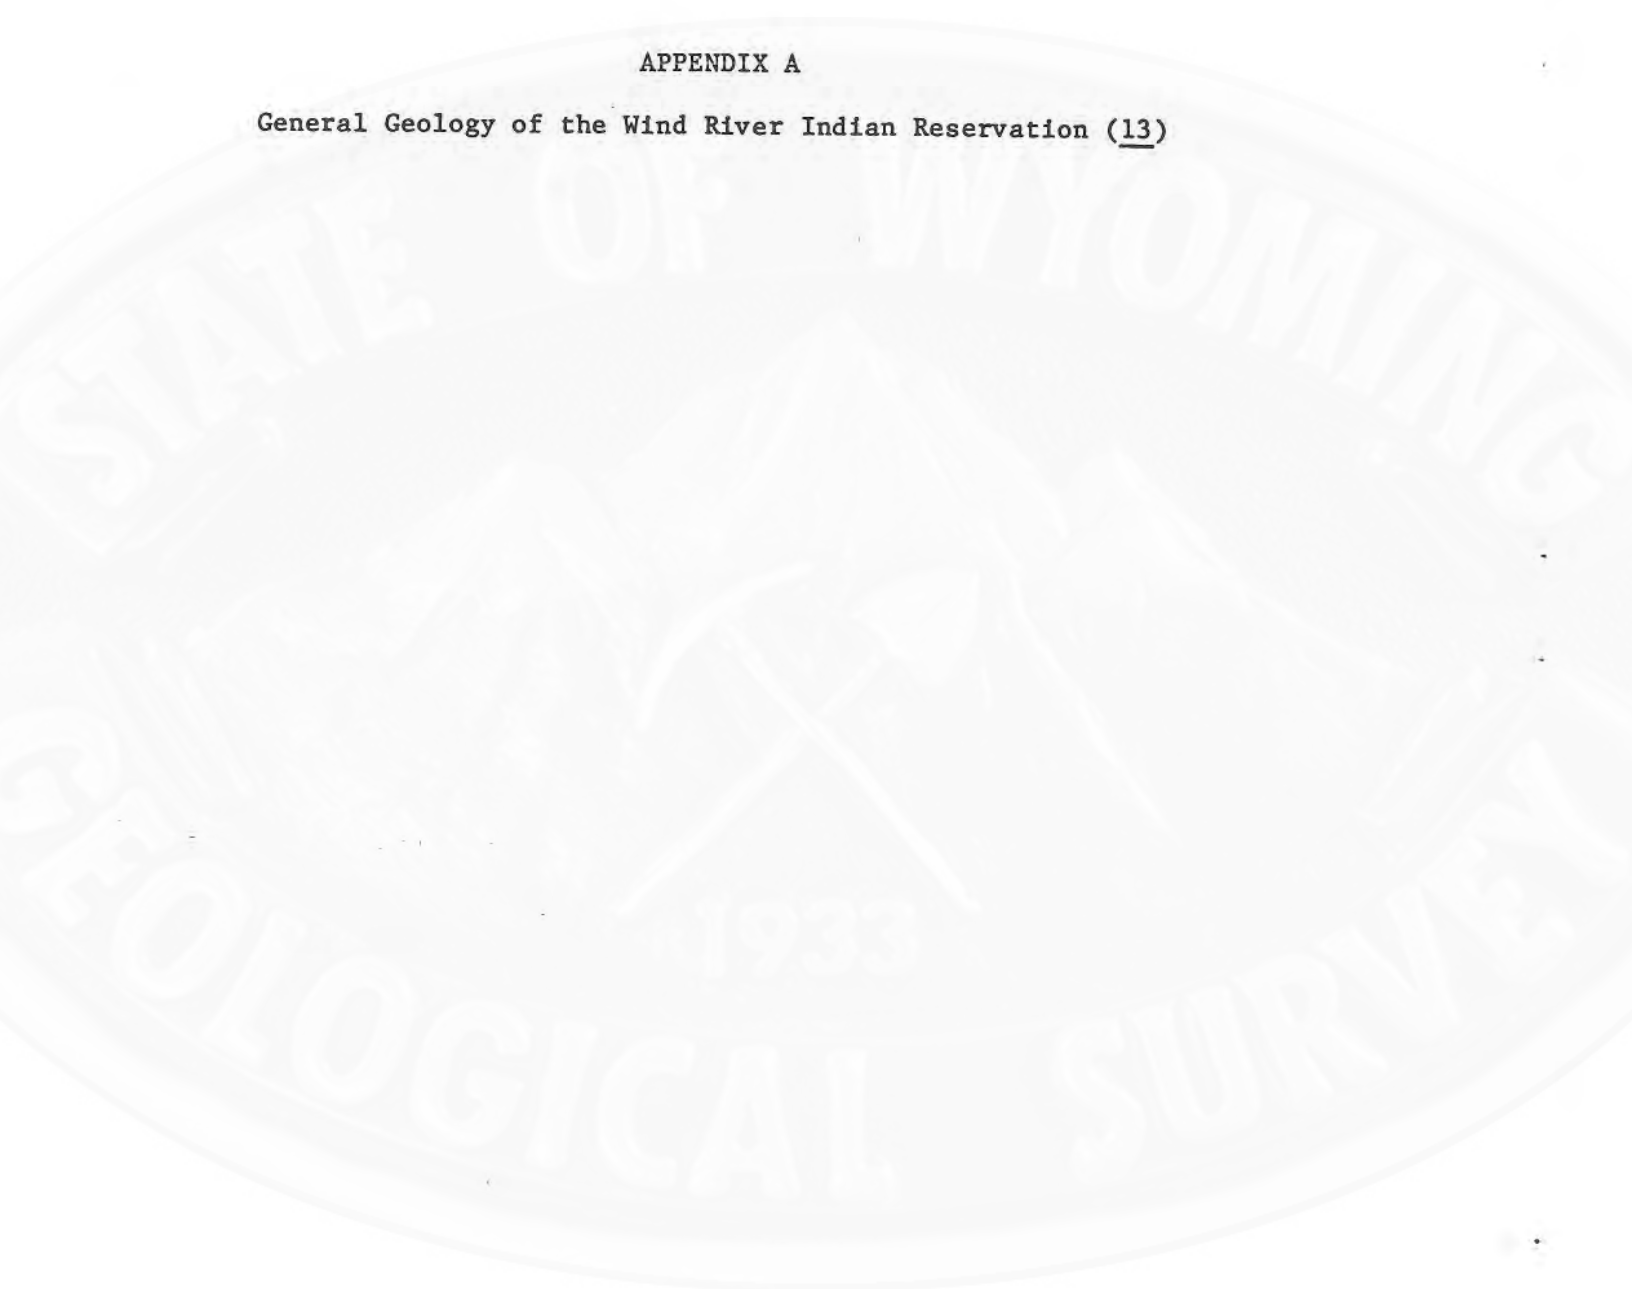 APPENDIX A
General Geology of the Wind River Indian Reservation (13)
STATE OF WYOMING
1933
GEOLOGICAL SURVEY